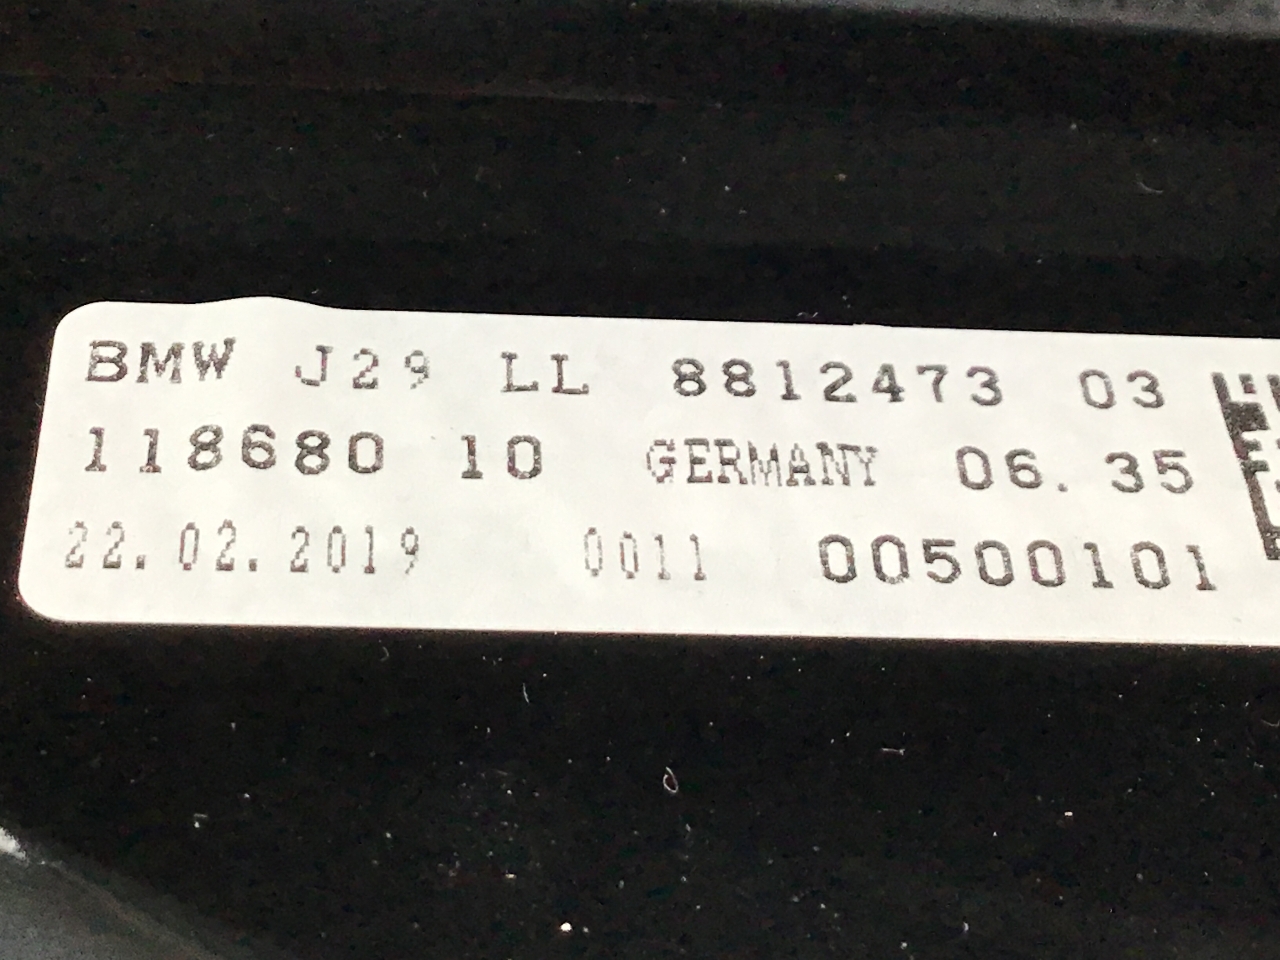 BMW J29 LL 8812473 03
118680 10 GERMANY 06.35
22.02.2019 0011 00500101